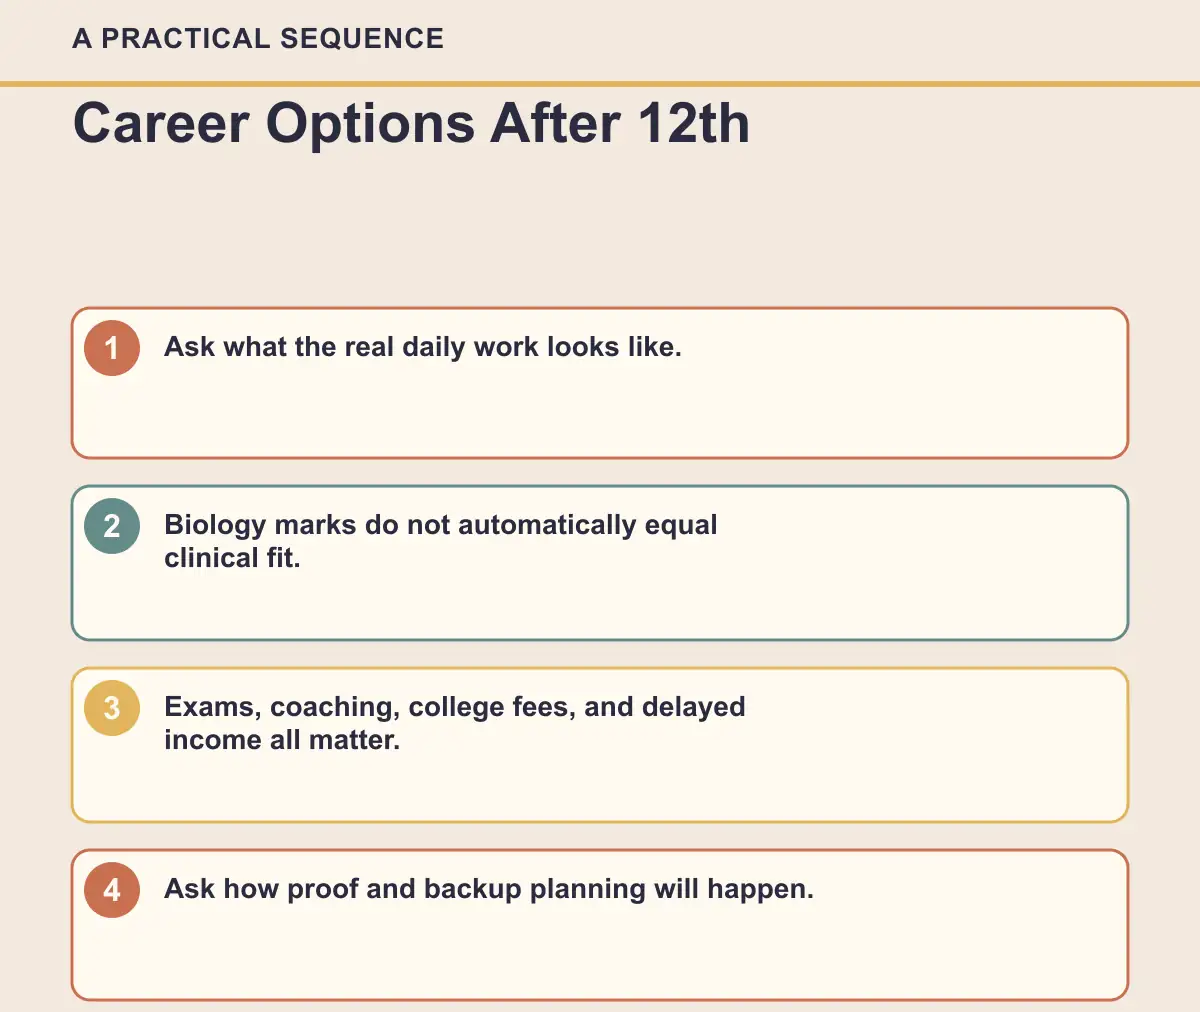 A PRACTICAL SEQUENCE
Career Options After 12th
1
Ask what the real daily work looks like.
2
Biology marks do not automatically equal
clinical fit.
3
Exams, coaching, college fees, and delayed
income all matter.
4
Ask how proof and backup planning will happen.